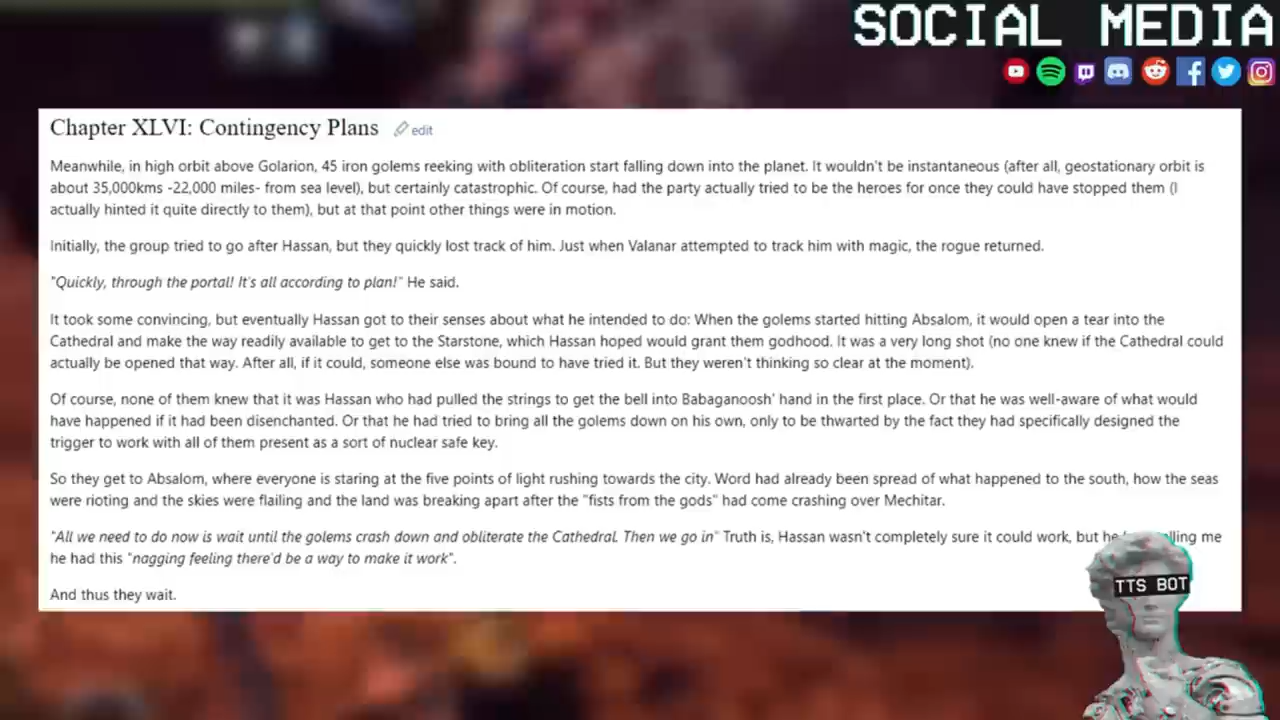 SOCIAL MEDIA
Chapter XLVI: Contingency Plans edit
Meanwhile, in high orbit above Golarion, 45 iron golems reeking with obliteration start falling down into the planet. It wouldn't be instantaneous (after all, geostationary orbit is
about 35,000kms -22,000 miles- from sea level), but certainly catastrophic. Of course, had the party actually tried to be the heroes for once they could have stopped them (I
actually hinted it quite directly to them), but at that point other things were in motion.
Initially, the group tried to go after Hassan, but they quickly lost track of him. Just when Valanar attempted to track him with magic, the rogue returned.
"Quickly, through the portal! It's all according to plan!" He said.
It took some convincing, but eventually Hassan got to their senses about what he intended to do: When the golems started hitting Absalom, it would open a tear into the
Cathedral and make the way readily available to get to the Starstone, which Hassan hoped would grant them godhood. It was a very long shot (no one knew if the Cathedral could
actually be opened that way. After all, if it could, someone else was bound to have tried it. But they weren't thinking so clear at the moment).
Of course, none of them knew that it was Hassan who had pulled the strings to get the bell into Babaganoosh' hand in the first place. Or that he was well-aware of what would
have happened if it had been disenchanted. Or that he had tried to bring all the golems down on his own, only to be thwarted by the fact they had specifically designed the
trigger to work with all of them present as a sort of nuclear safe key.
So they get to Absalom, where everyone is staring at the five points of light rushing towards the city. Word had already been spread of what happened to the south, how the seas
were rioting and the skies were flailing and the land was breaking apart after the "fists from the gods" had come crashing over Mechitar.
"All we need to do now is wait until the golems crash down and obliterate the Cathedral. Then we go in" Truth is, Hassan wasn't completely sure it could work, but he me
he had this "nagging feeling there'd be a way to make it work".
And thus they wait.
TTS BOT